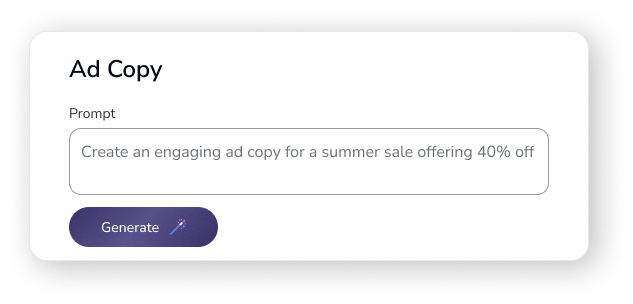 Ad Copy
Prompt
Create an engaging ad copy for a summer sale offering 40% off
Generate